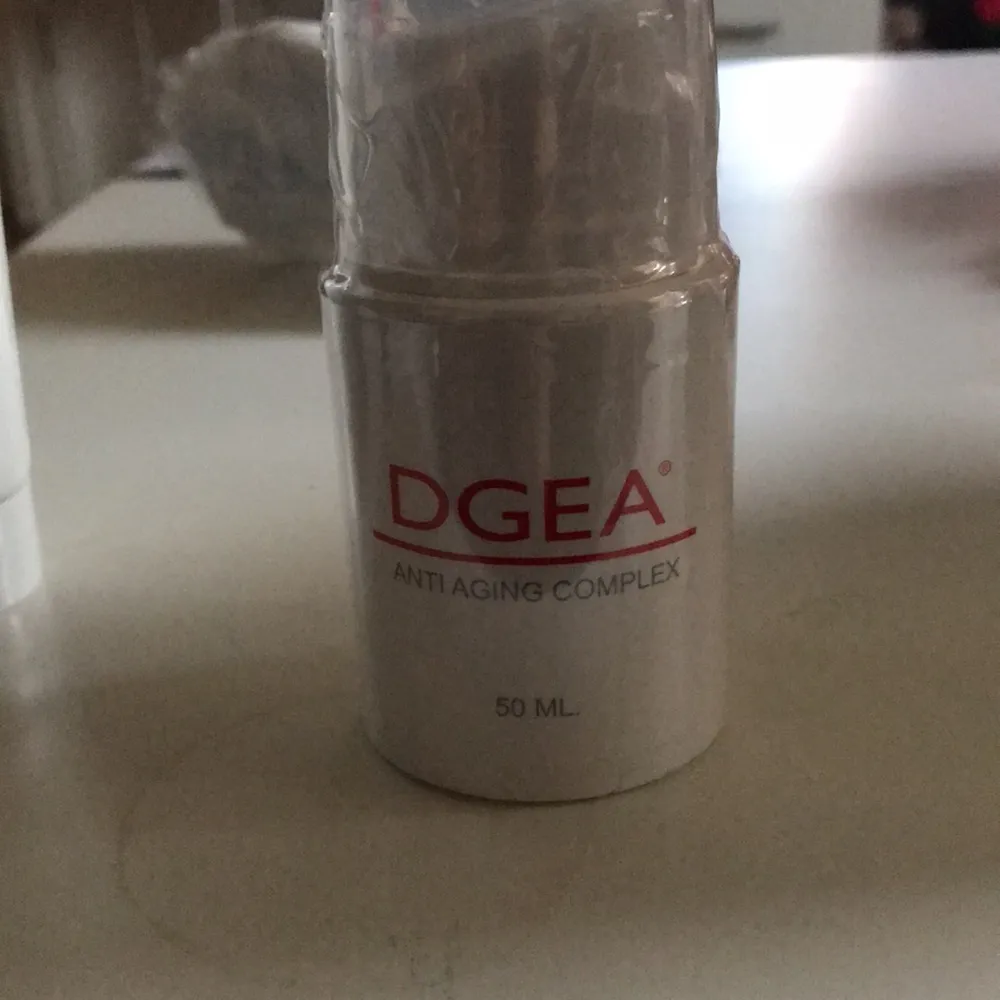 DGEA®
ANTI AGING COMPLEX
50 ML.